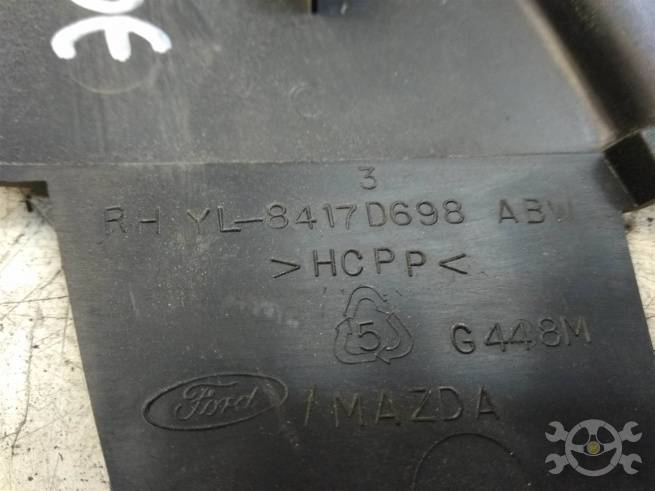 3
RH YL-8417D698 ABW
>HCPP<
5 G448M
Ford /MAZDA